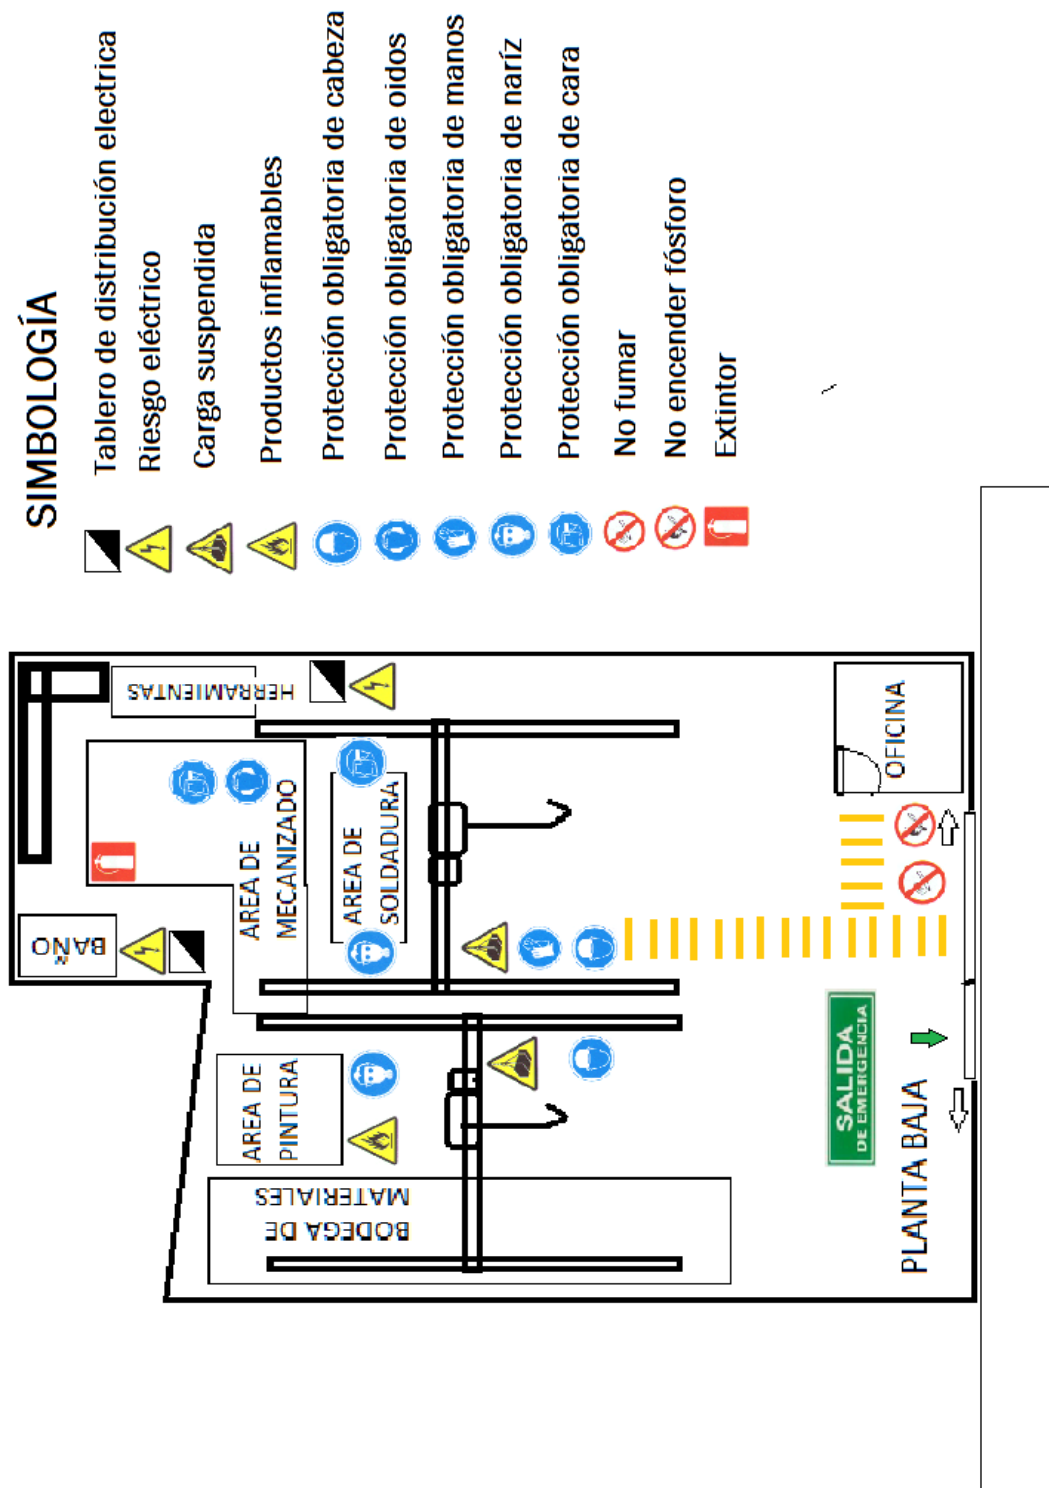 SIMBOLOGÍA
Tablero de distribución electrica
Riesgo eléctrico
Carga suspendida
Productos inflamables
Protección obligatoria de cabeza
Protección obligatoria de oidos
Protección obligatoria de manos
Protección obligatoria de naríz
Protección obligatoria de cara
No fumar
No encender fósforo
Extintor
HERRAMIENTAS
BAÑO
AREA DE
MECANIZADO
AREA DE
SOLDADURA
AREA DE
PINTURA
BODEGA DE
MATERIALES
OFICINA
SALIDA
DE EMERGENCIA
PLANTA BAJA